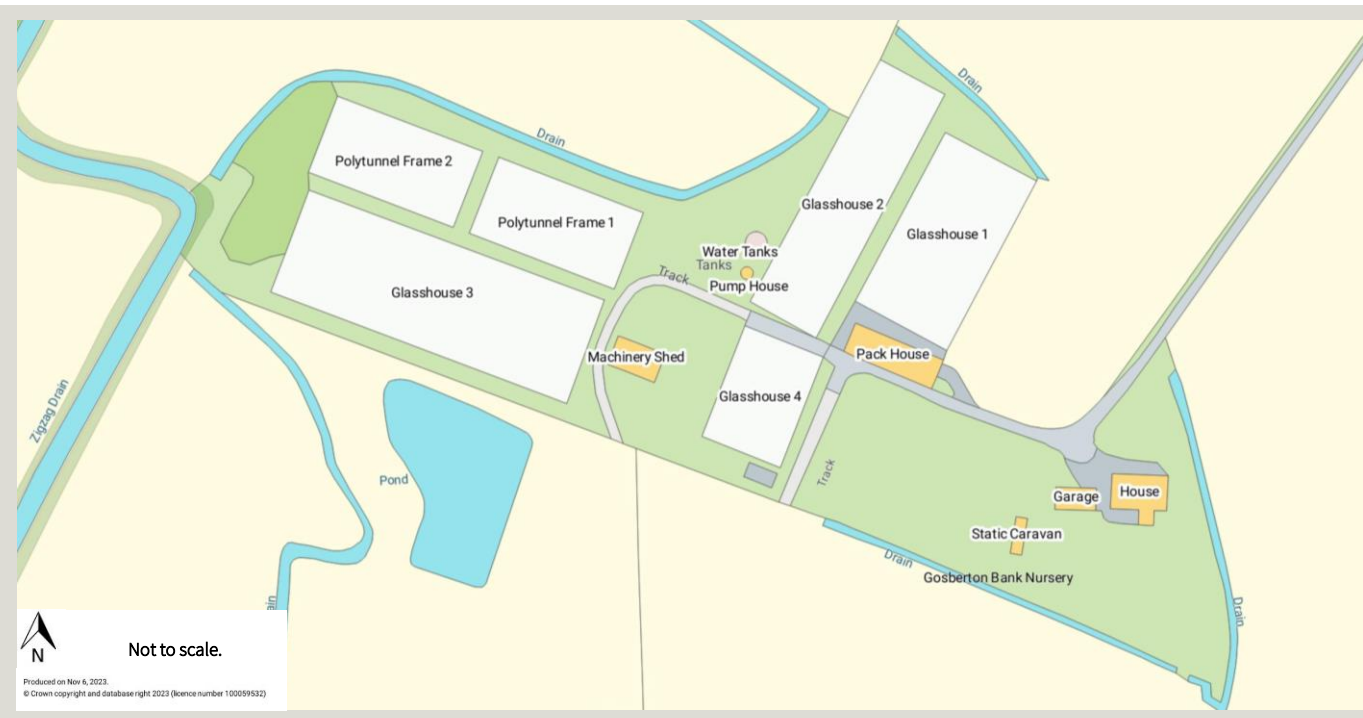 Drain
Drain
Polytunnel Frame 2
Polytunnel Frame 1
Glasshouse 2
Glasshouse 1
Water Tanks
Tanks
Track
Pump House
Glasshouse 3
Machinery Shed
Pack House
Glasshouse 4
Zigzag Drain
Pond
Track
Garage
House
Static Caravan
Drain
Gosberton Bank Nursery
Drain
N
Not to scale.
Produced on Nov 6, 2023.
© Crown copyright and database right 2023 (licence number 100059532)